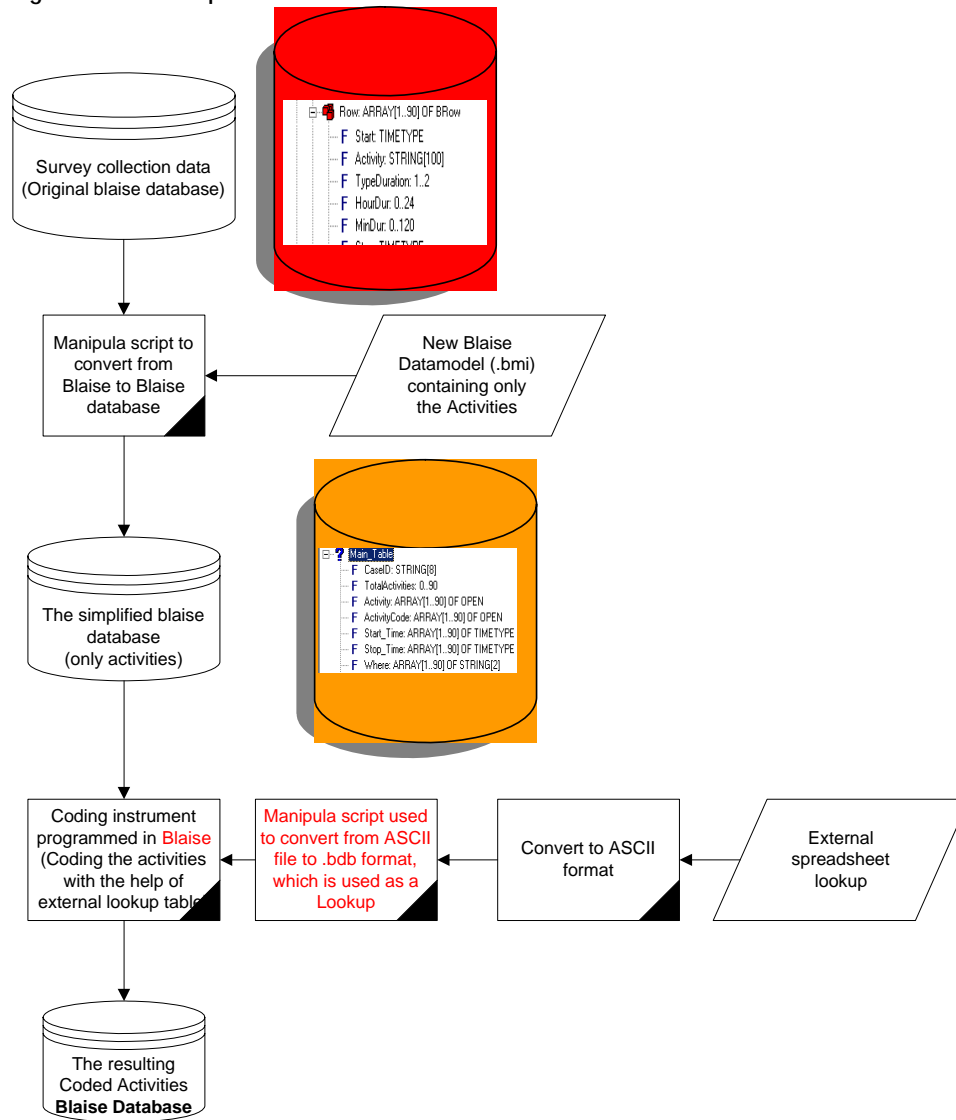 Survey collection data
(Original blaise database)
Row: ARRAY[1..90] OF BRow
F Start: TIMETYPE
F Activity: STRING[100]
F TypeDuration: 1..2
F HourDur: 0..24
F MinDur: 0..120
Manipula script to
convert from
Blaise to Blaise
database
New Blaise
Datamodel (.bmi)
containing only
the Activities
The simplified blaise
database
(only activities)
? Main_Table
F CaseID: STRING[8]
F TotalActivities: 0..90
F Activity: ARRAY[1..90] OF OPEN
F ActivityCode: ARRAY[1..90] OF OPEN
F Start_Time: ARRAY[1..90] OF TIMETYPE
F Stop_Time: ARRAY[1..90] OF TIMETYPE
F Where: ARRAY[1..90] OF STRING[2]
Coding instrument
programmed in Blaise
(Coding the activities
with the help of
external lookup table
Manipula script used
to convert from ASCII
file to .bdb format,
which is used as a
Lookup
Convert to ASCII
format
External
spreadsheet
lookup
The resulting
Coded Activities
Blaise Database